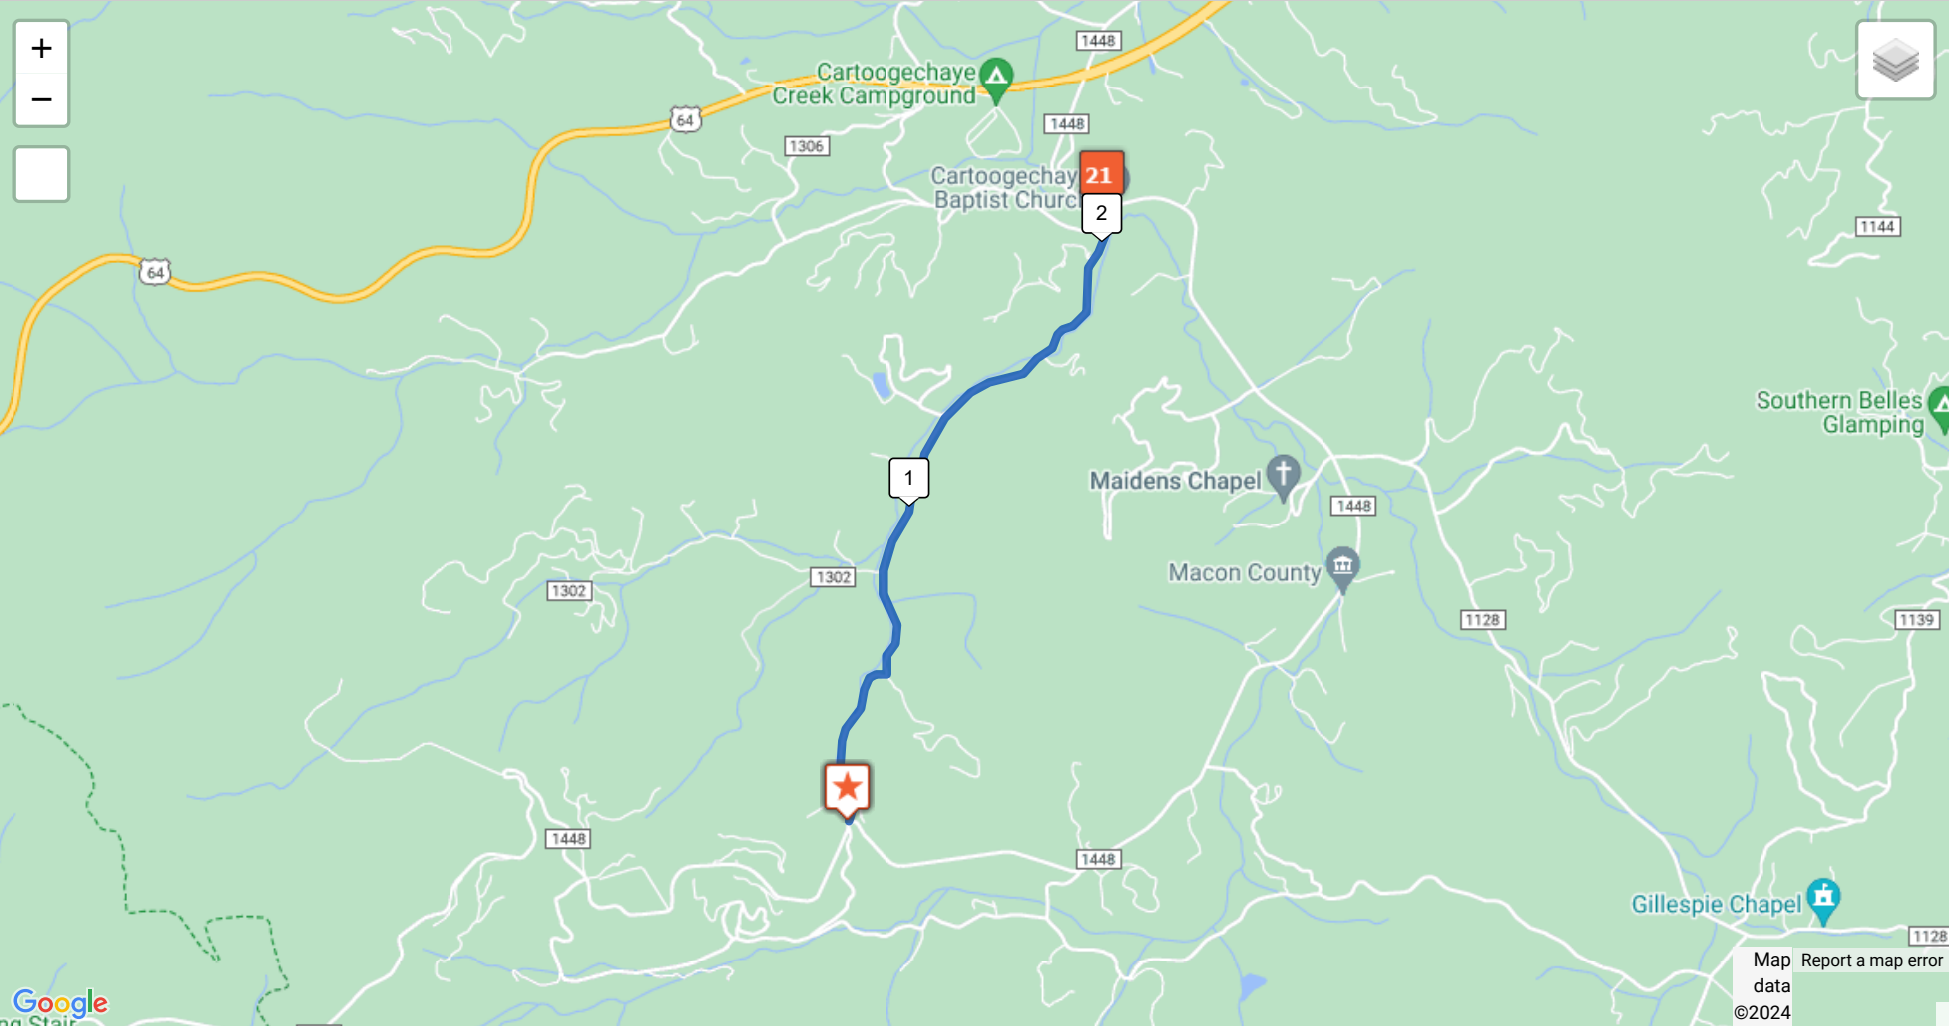 +
1448
Cartoogechaye
Creek Campground
−
64
1448
1306
21
Cartoogechay
Baptist Churc
2
1144
64
Southern Belles
Glamping
Maidens Chapel
1
1448
Macon County
1302
1302
1128
1139
1448
1448
Gillespie Chapel
1128
Map
data
©2024
Report a map error
Google
ng Stair